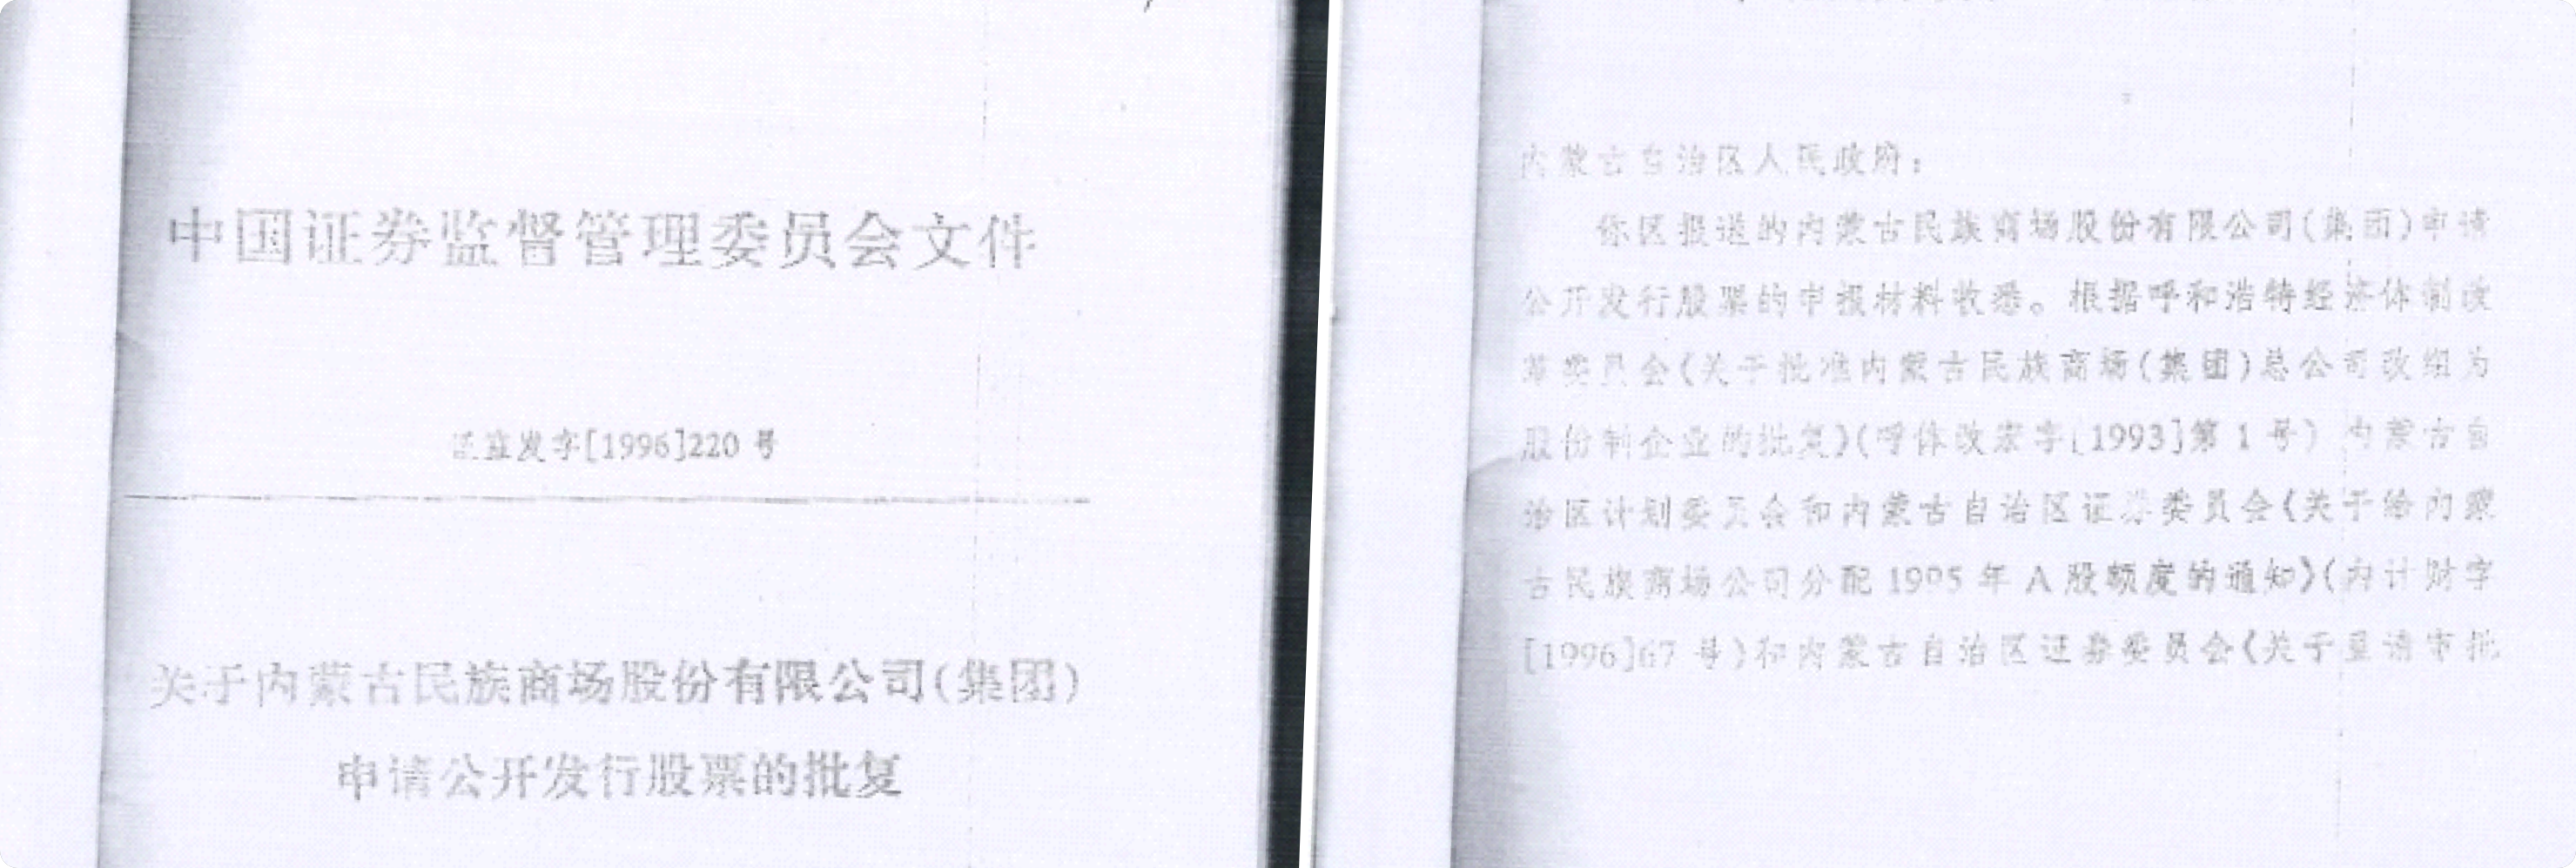 中国证券监督管理委员会文件
证监发字[1996]220 号
关于内蒙古民族商场股份有限公司(集团)
申请公开发行股票的批复
内蒙古自治区人民政府:
你区报送的内蒙古民族商场股份有限公司(集团)申请
公开发行股票的申报材料收悉。根据呼和浩特经济体制改
革委员会《关于批准内蒙古民族商场(集团)总公司改组为
股份制企业的批复》(呼体改宏字[1993]第 1 号) 内蒙古自
治区计划委员会和内蒙古自治区证券委员会《关于给内蒙
古民族商场公司分配 1995 年 A 股额度的通知》(内计财字
[1996]67 号)和内蒙古自治区证券委员会《关于呈请审批